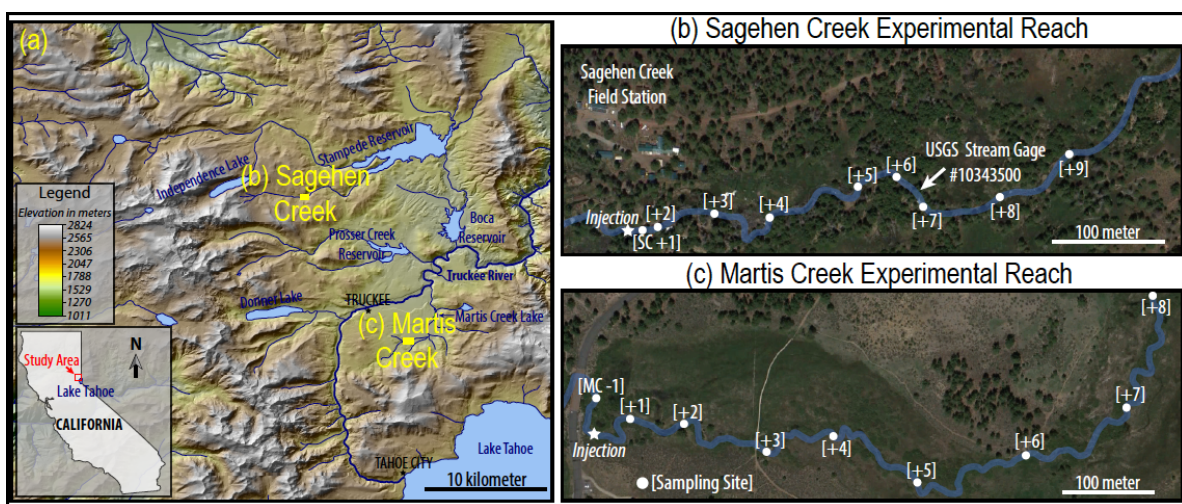 (a)
Independence Lake
Stampede Reservoir
(b) Sagehen
Creek
Boca
Reservoir
Prosser Creek
Reservoir
Truckee River
Donner Lake
TRUCKEE
Martis Creek Lake
(c) Martis
Creek
Lake Tahoe
TAHOE CITY
10 kilometer
Legend
Elevation in meters
2824
2565
2306
2047
1788
1529
1270
1011
N
Study Area
Lake Tahoe
CALIFORNIA
(b) Sagehen Creek Experimental Reach
Sagehen Creek
Field Station
USGS Stream Gage
#10343500
Injection
[SC +1]
[+2]
[+3]
[+4]
[+5]
[+6]
[+7]
[+8]
[+9]
100 meter
(c) Martis Creek Experimental Reach
[MC -1]
Injection
[+1]
[+2]
[+3]
[+4]
[+5]
[+6]
[+7]
[+8]
[Sampling Site]
100 meter